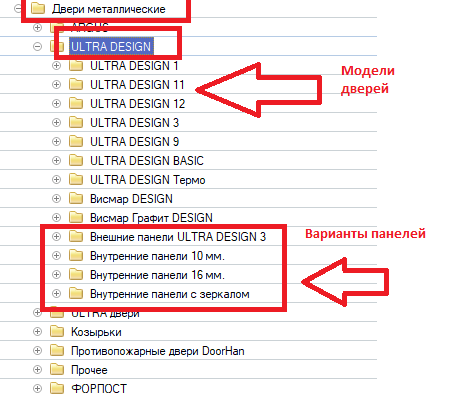 Двери металлические
ARGUS
ULTRA DESIGN
ULTRA DESIGN 1
ULTRA DESIGN 11
ULTRA DESIGN 12
ULTRA DESIGN 3
ULTRA DESIGN 9
ULTRA DESIGN BASIC
ULTRA DESIGN Термо
Висмар DESIGN
Висмар Графит DESIGN
Внешние панели ULTRA DESIGN 3
Внутренние панели 10 мм.
Внутренние панели 16 мм.
Внутренние панели с зеркалом
ULTRA двери
Козырьки
Противопожарные двери DoorHan
Прочее
ФОРПОСТ
Модели
дверей
Варианты панелей